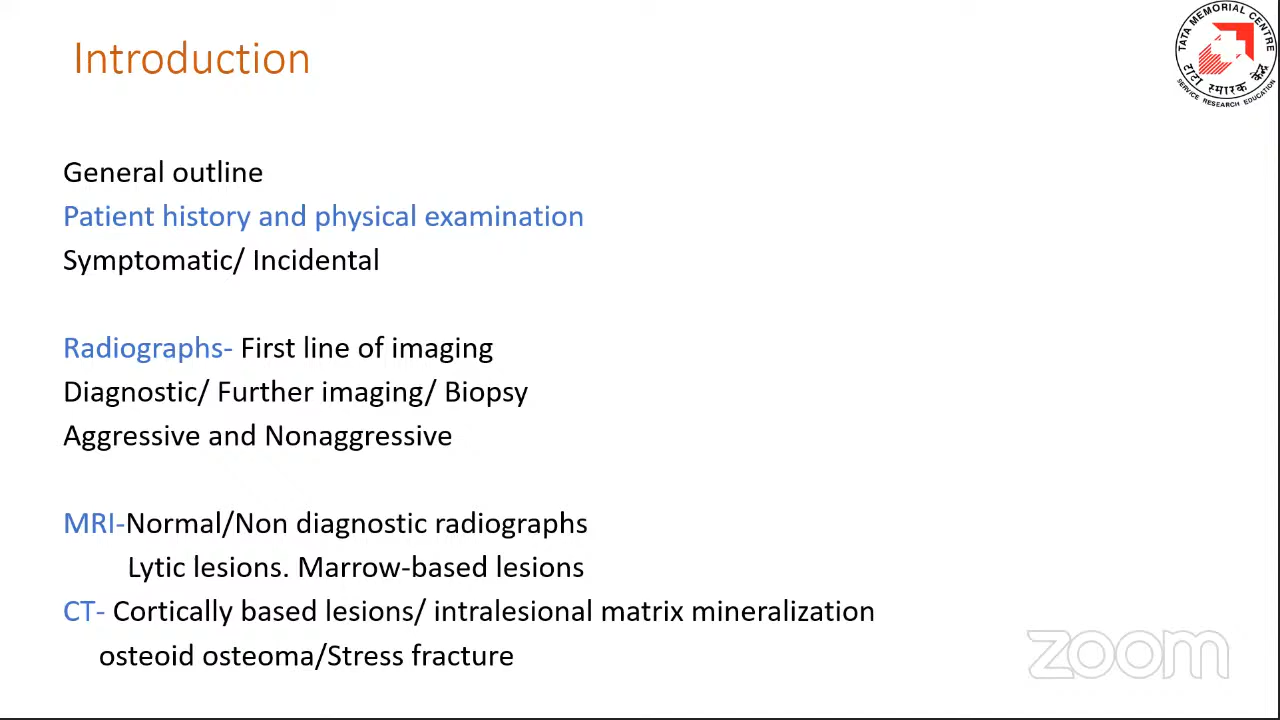 Introduction
TATA MEMORIAL CENTRE
टाटा स्मारक केंद्र
SERVICE RESEARCH EDUCATION
General outline
Patient history and physical examination
Symptomatic/ Incidental
Radiographs- First line of imaging
Diagnostic/ Further imaging/ Biopsy
Aggressive and Nonaggressive
MRI-Normal/Non diagnostic radiographs
Lytic lesions. Marrow-based lesions
CT- Cortically based lesions/ intralesional matrix mineralization
osteoid osteoma/Stress fracture
zoom